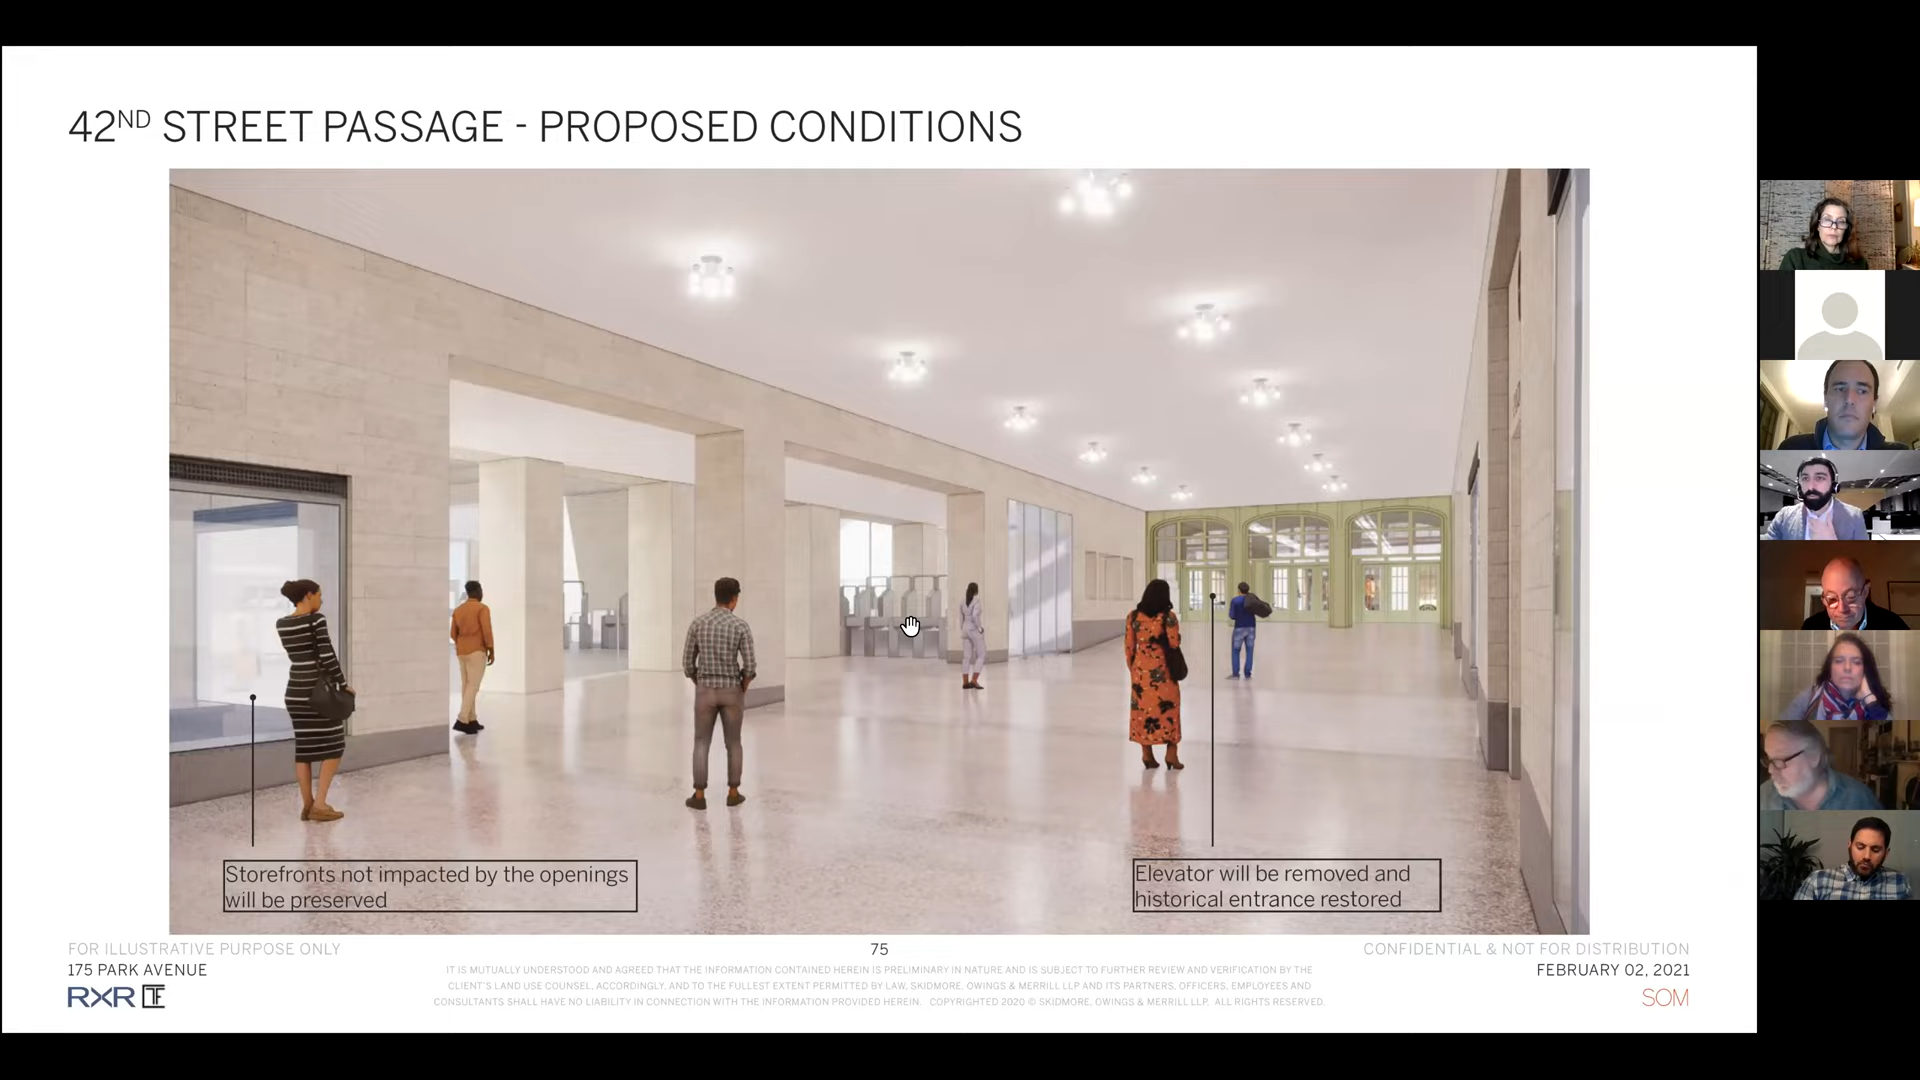 42ND STREET PASSAGE - PROPOSED CONDITIONS
Storefronts not impacted by the openings
will be preserved
Elevator will be removed and
historical entrance restored
FOR ILLUSTRATIVE PURPOSE ONLY
75
CONFIDENTIAL & NOT FOR DISTRIBUTION
175 PARK AVENUE
IT IS MUTUALLY UNDERSTOOD AND AGREED THAT THE INFORMATION CONTAINED HEREIN IS PRELIMINARY IN NATURE AND IS SUBJECT TO FURTHER REVIEW AND VERIFICATION BY THE
CLIENT'S LAND USE COUNSEL, ACCORDINGLY, AND TO THE FULLEST EXTENT PERMITTED BY LAW, SKIDMORE, OWINGS & MERRILL LLP AND ITS PARTNERS, OFFICERS, EMPLOYEES AND
CONSULTANTS SHALL HAVE NO LIABILITY IN CONNECTION WITH THE INFORMATION PROVIDED HEREIN. COPYRIGHTED 2020 © SKIDMORE, OWINGS & MERRILL LLP. ALL RIGHTS RESERVED.
FEBRUARY 02, 2021
RXR TF
SOM